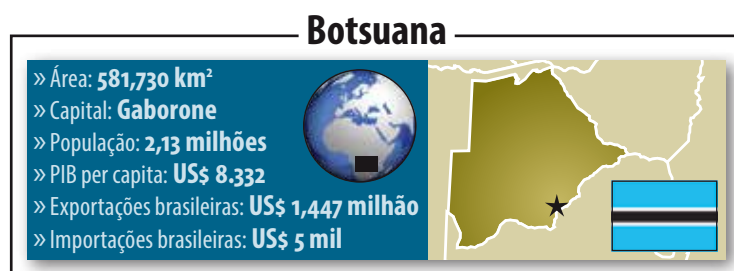 Botsuana
» Área: 581,730 km²
» Capital: Gaborone
» População: 2,13 milhões
» PIB per capita: US$ 8.332
» Exportações brasileiras: US$ 1,447 milhão
» Importações brasileiras: US$ 5 mil